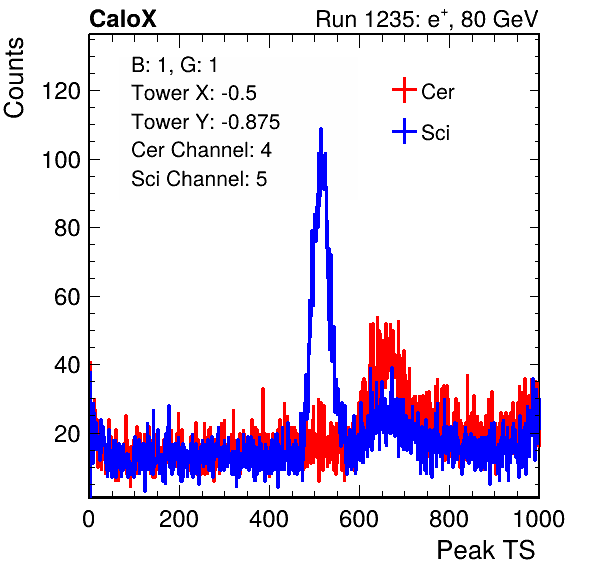 CaloX Run 1235: e+, 80 GeV
Counts
B: 1, G: 1
Tower X: -0.5
Tower Y: -0.875
Cer Channel: 4
Sci Channel: 5
Cer
Sci
120
100
80
60
40
20
0 200 400 600 800 1000
Peak TS